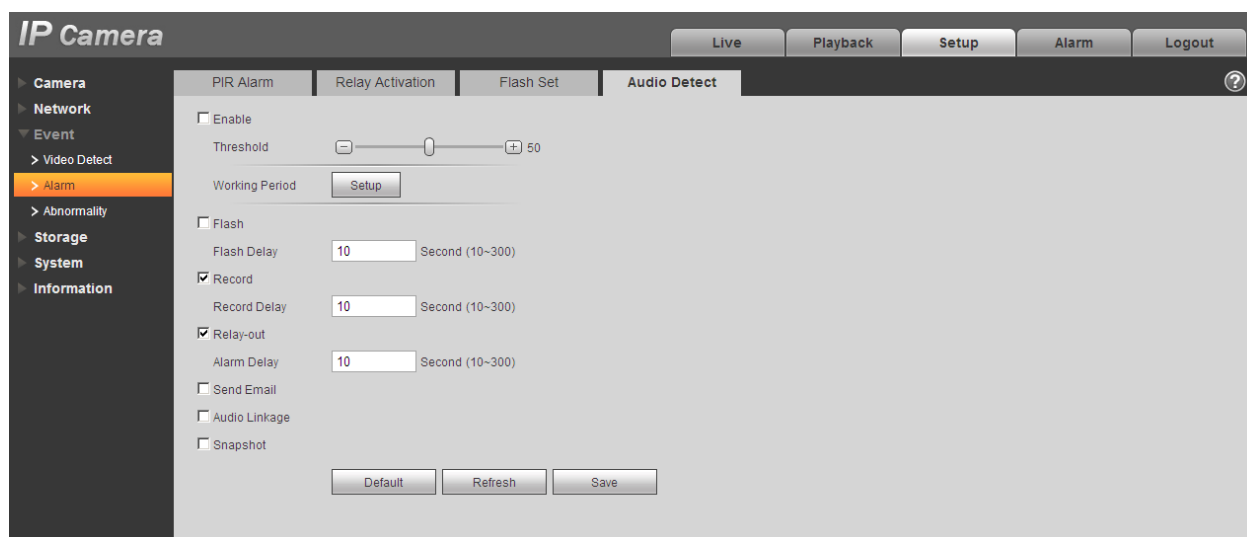 IP Camera
Live Playback Setup Alarm Logout
Camera
Network
Event
> Video Detect
> Alarm
> Abnormality
Storage
System
Information
PIR Alarm Relay Activation Flash Set Audio Detect ?
Enable
Threshold 50
Working Period Setup
Flash
Flash Delay 10 Second (10~300)
Record
Record Delay 10 Second (10~300)
Relay-out
Alarm Delay 10 Second (10~300)
Send Email
Audio Linkage
Snapshot
Default Refresh Save